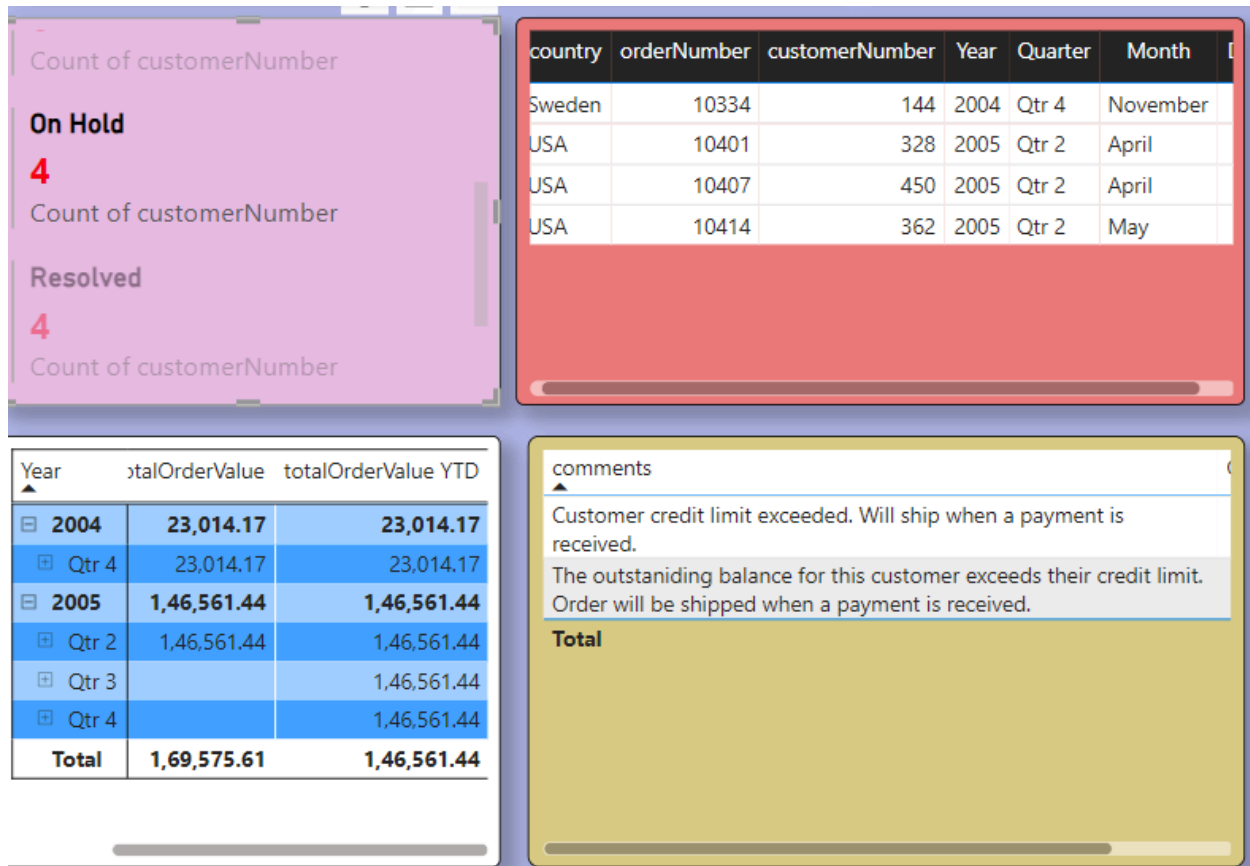 Count of customerNumber
On Hold
4
Count of customerNumber
Resolved
4
Count of customerNumber
country orderNumber customerNumber Year Quarter Month
Sweden 10334 144 2004 Qtr 4 November
USA 10401 328 2005 Qtr 2 April
USA 10407 450 2005 Qtr 2 April
USA 10414 362 2005 Qtr 2 May
Year otalOrderValue totalOrderValue YTD
2004 23,014.17 23,014.17
Qtr 4 23,014.17 23,014.17
2005 1,46,561.44 1,46,561.44
Qtr 2 1,46,561.44 1,46,561.44
Qtr 3 1,46,561.44
Qtr 4 1,46,561.44
Total 1,69,575.61 1,46,561.44
comments
Customer credit limit exceeded. Will ship when a payment is
received.
The outstaniding balance for this customer exceeds their credit limit.
Order will be shipped when a payment is received.
Total